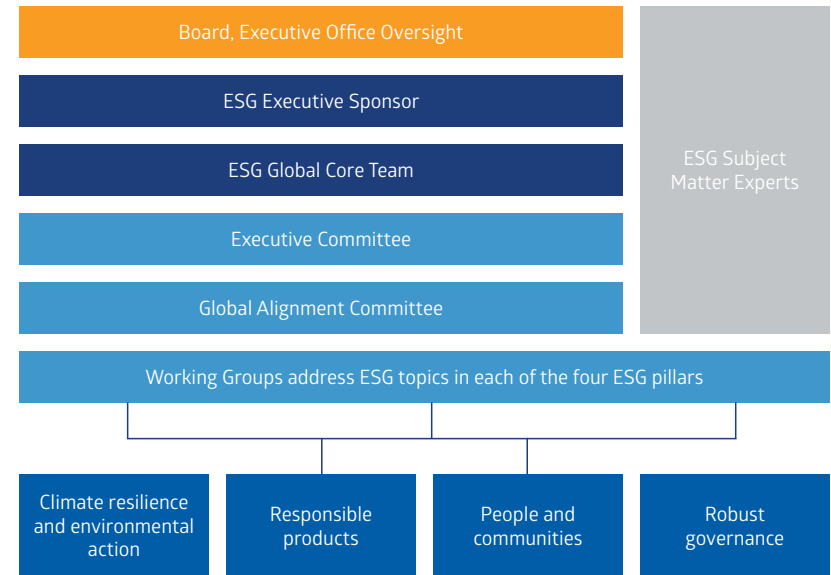 Board, Executive Office Oversight
ESG Executive Sponsor
ESG Global Core Team
Executive Committee
Global Alignment Committee
ESG Subject
Matter Experts
Working Groups address ESG topics in each of the four ESG pillars
Climate resilience
and environmental
action
Responsible
products
People and
communities
Robust
governance